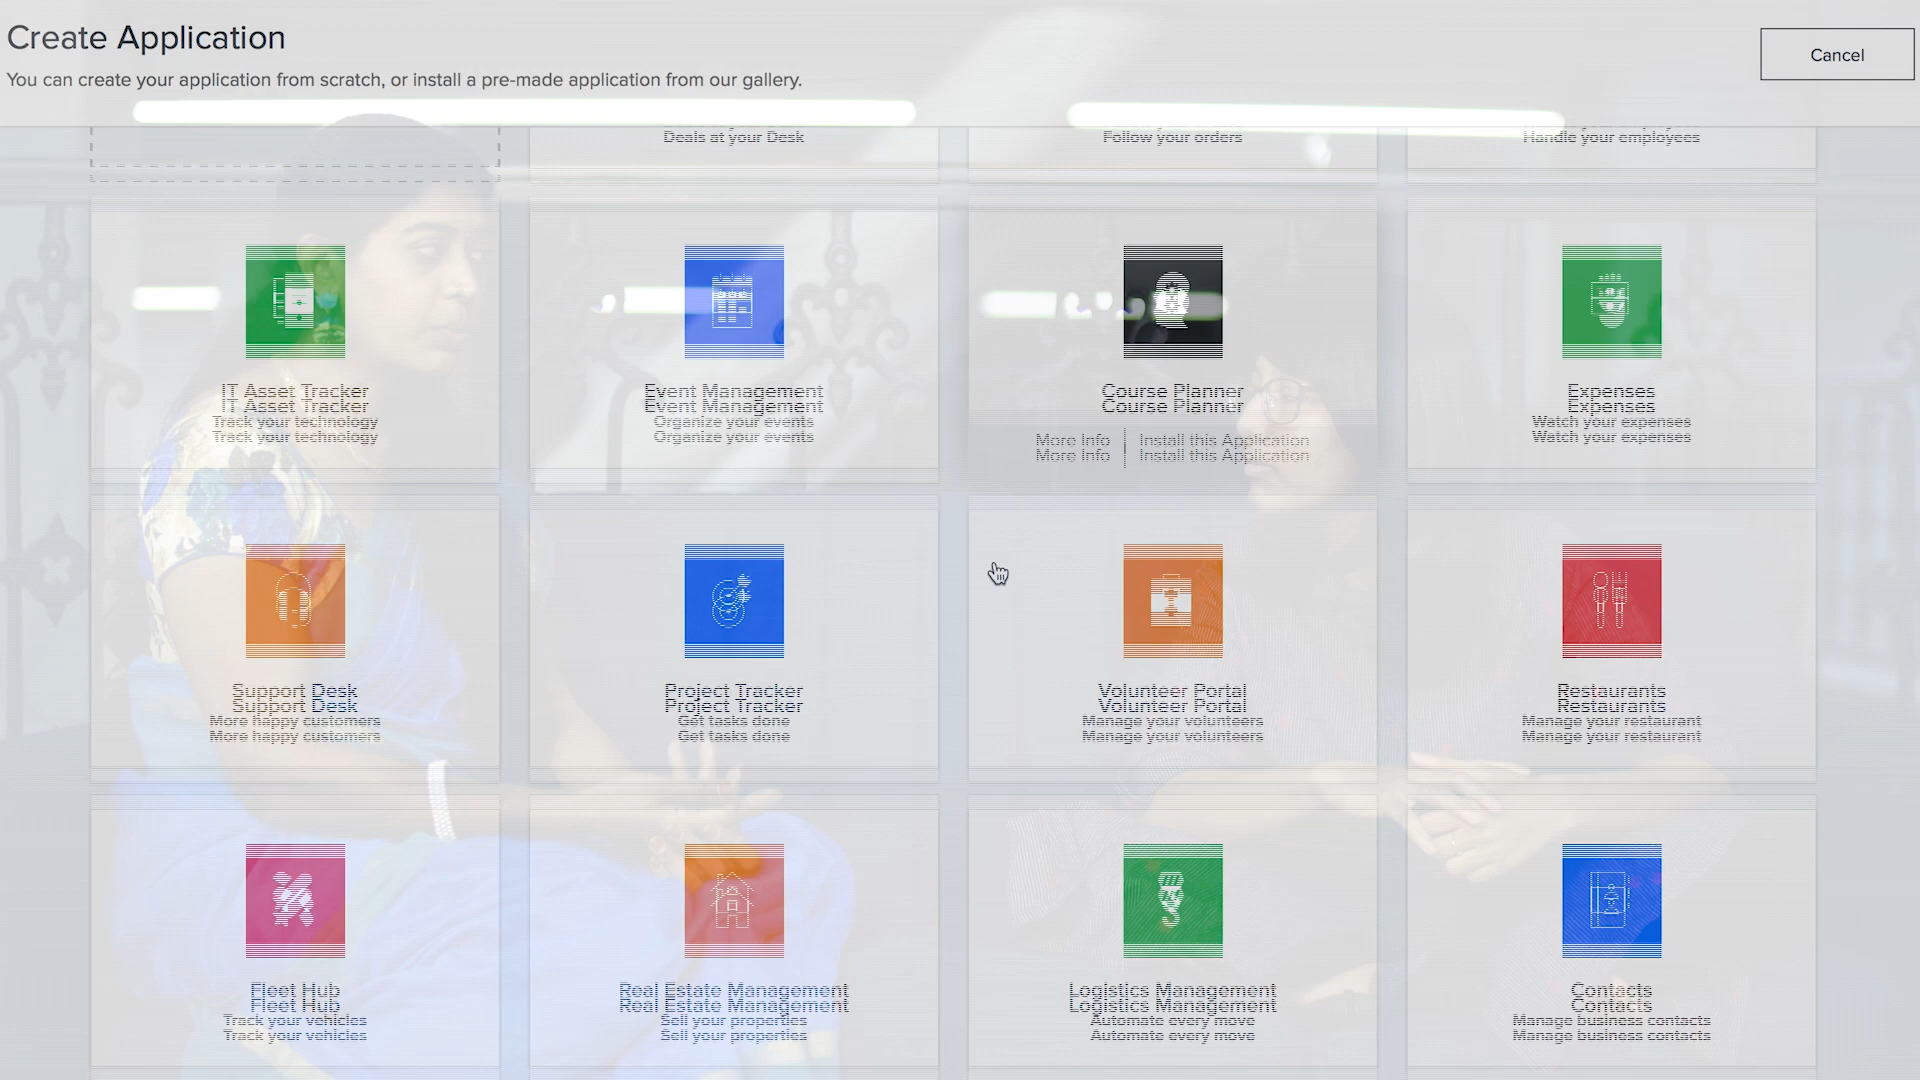 Create Application
You can create your application from scratch, or install a pre-made application from our gallery.
Cancel
Deals at your Desk
Follow your orders
Handle your employees
IT Asset Tracker
Track your technology
Event Management
Organize your events
Course Planner
More Info | Install this Application
Expenses
Watch your expenses
Support Desk
More happy customers
Project Tracker
Get tasks done
Volunteer Portal
Manage your volunteers
Restaurants
Manage your restaurant
Fleet Hub
Track your vehicles
Real Estate Management
Sell your properties
Logistics Management
Automate every move
Contacts
Manage business contacts